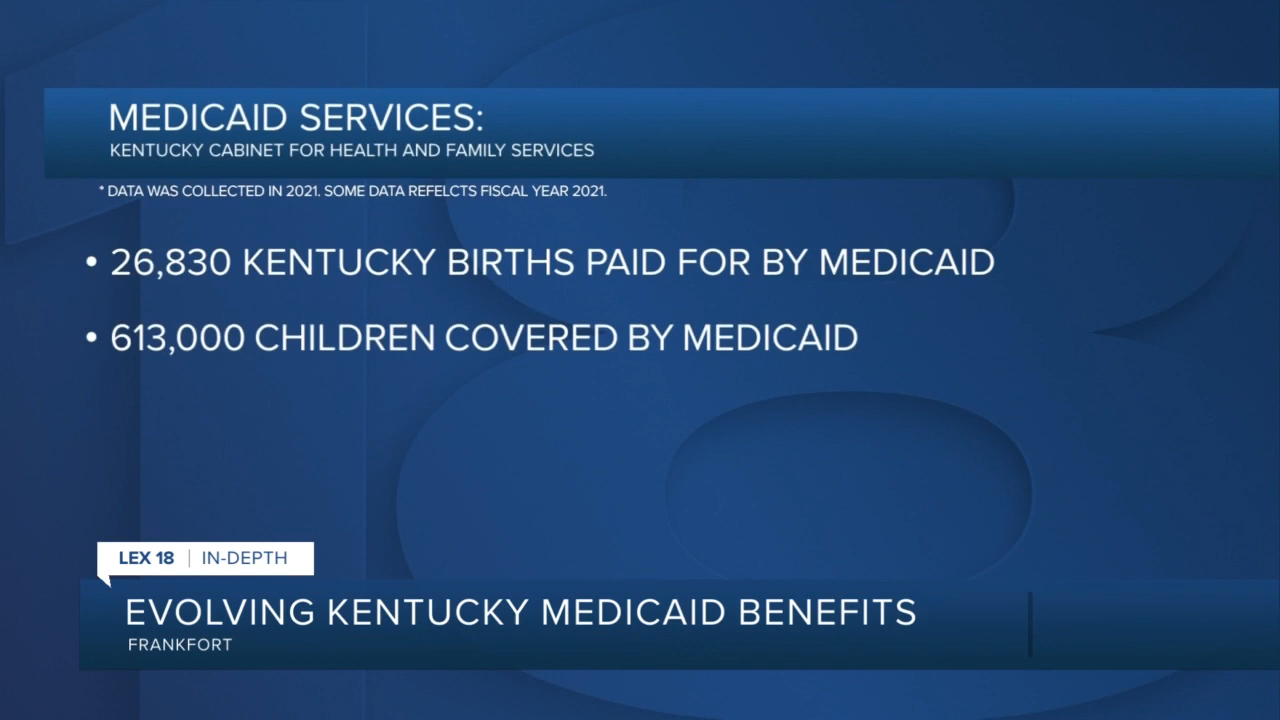 MEDICAID SERVICES:
KENTUCKY CABINET FOR HEALTH AND FAMILY SERVICES
* DATA WAS COLLECTED IN 2021. SOME DATA REFELCTS FISCAL YEAR 2021.
• 26,830 KENTUCKY BIRTHS PAID FOR BY MEDICAID
• 613,000 CHILDREN COVERED BY MEDICAID
LEX 18 | IN-DEPTH
EVOLVING KENTUCKY MEDICAID BENEFITS
FRANKFORT